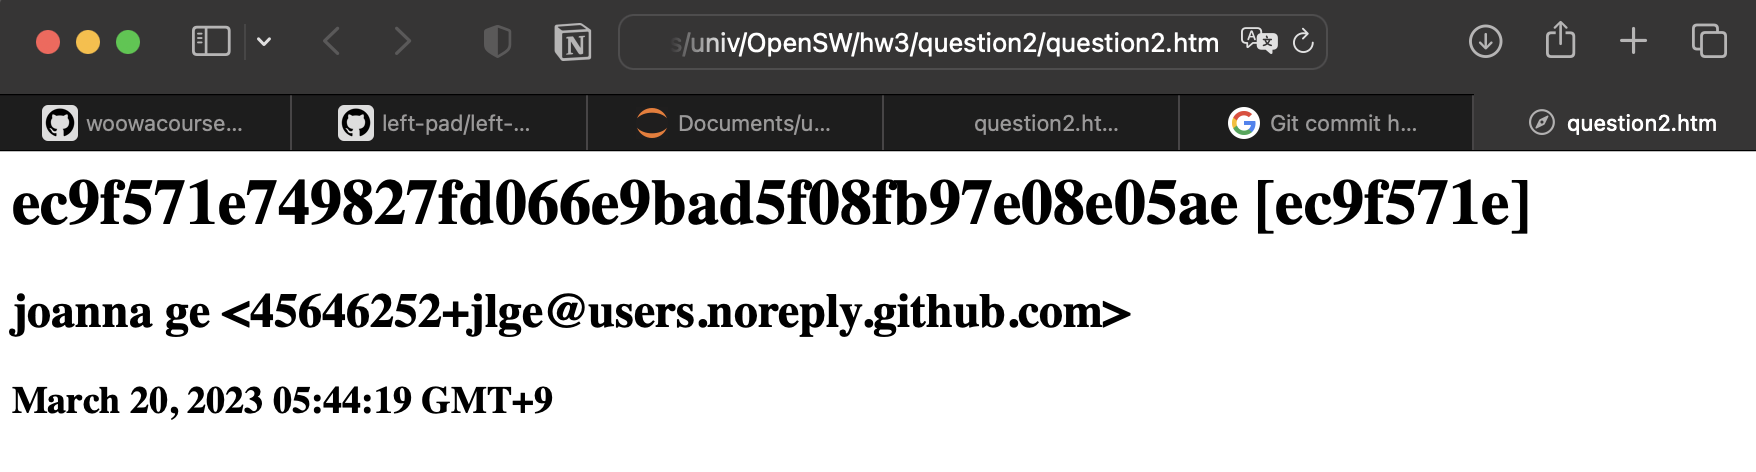 s/univ/OpenSW/hw3/question2/question2.htm
woowacourse...
left-pad/left-...
Documents/u...
question2.ht...
Git commit h...
question2.htm
ec9f571e749827fd066e9bad5f08fb97e08e05ae [ec9f571e]
joanna ge <45646252+jlge@users.noreply.github.com>
March 20, 2023 05:44:19 GMT+9